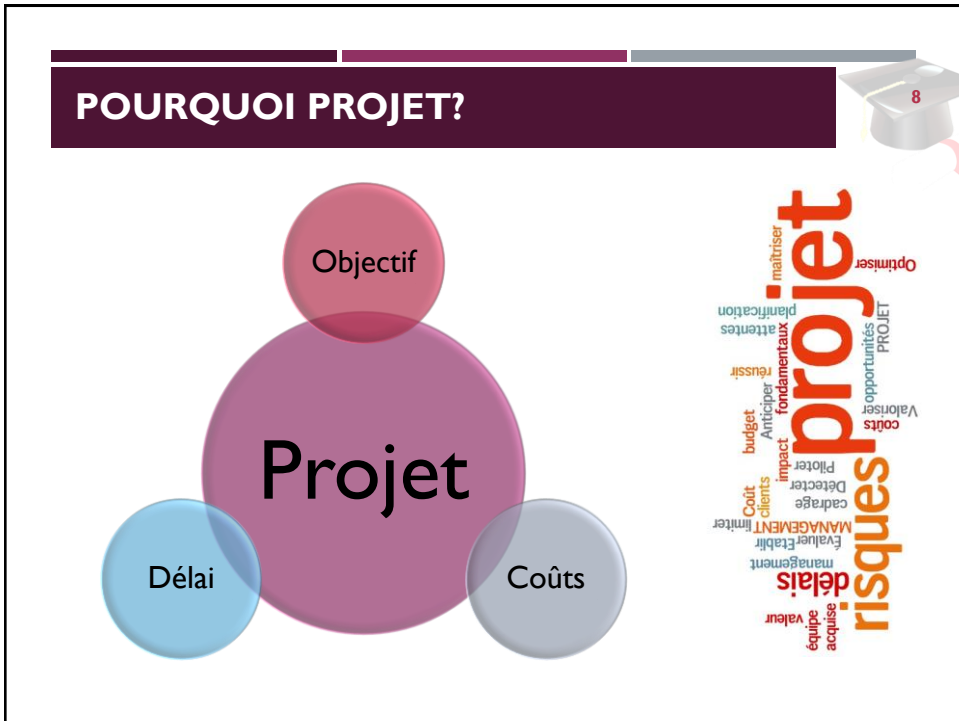 POURQUOI PROJET?
8
Objectif
Projet
Délai
Coûts
projet
risques
maîtriser
Optimiser
planification
attentes
fondamentaux
opportunités
PROJET
réussir
Anticiper
budget
Valoriser
coûts
impact
Piloter
Détecter
cadrage
Coût
clients
limiter
MANAGEMENT
Évaluer
Etablir
management
délais
valeur
équipe
acquise